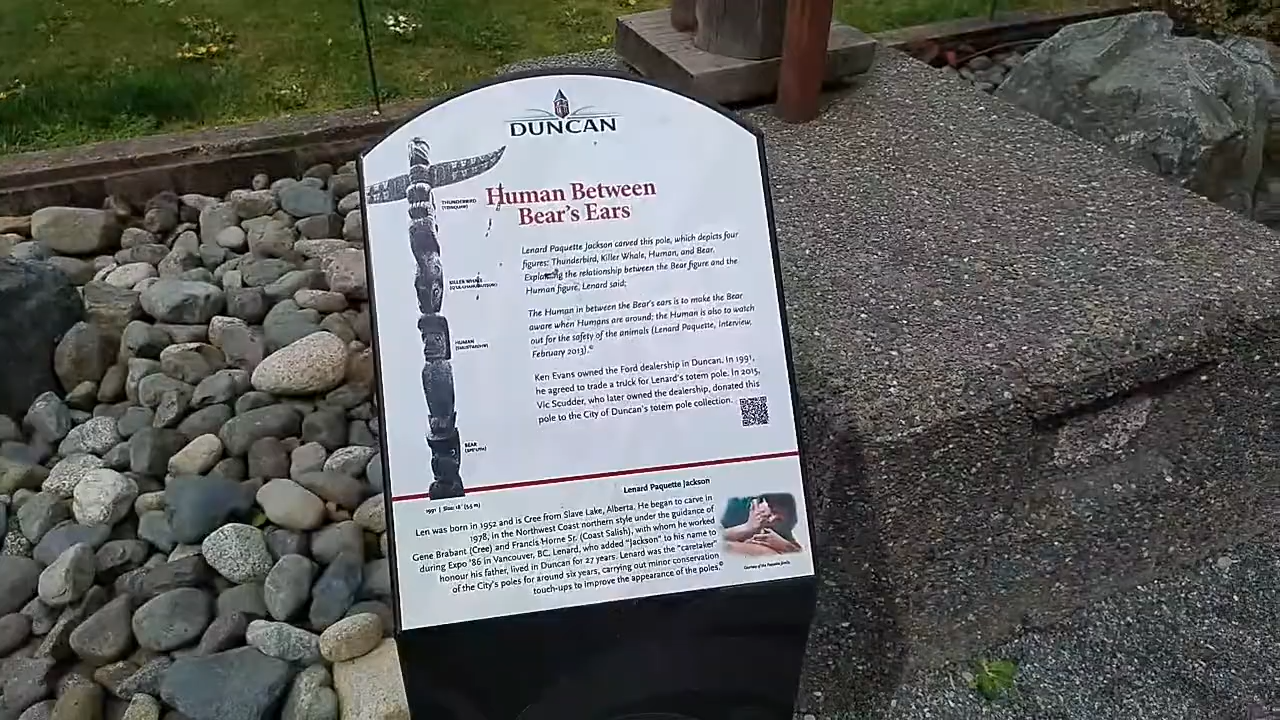 DUNCAN
Human Between
Bear's Ears
THUNDERBIRD
Lenard Paquette Jackson carved this pole, which depicts four
figures: Thunderbird, Killer Whale, Human, and Bear.
Explaining the relationship between the Bear figure and the
Human figure, Lenard said;
KILLER WHALE
The Human in between the Bear's ears is to make the Bear
aware when Humans are around; the Human is also to watch
out for the safety of the animals (Lenard Paquette, Interview,
February 2013).
HUMAN
Ken Evans owned the Ford dealership in Duncan. In 1991,
he agreed to trade a truck for Lenard's totem pole. In 2015,
Vic Scudder, who later owned the dealership, donated this
pole to the City of Duncan's totem pole collection.
BEAR
1991 | Size: 18' (5.5 m)
Lenard Paquette Jackson
Len was born in 1952 and is Cree from Slave Lake, Alberta. He began to carve in
1978, in the Northwest Coast northern style under the guidance of
Gene Brabant (Cree) and Francis Horne Sr. (Coast Salish), with whom he worked
during Expo '86 in Vancouver, BC. Lenard, who added "Jackson" to his name to
honour his father, lived in Duncan for 27 years. Lenard was the "caretaker"
of the City's poles for around six years, carrying out minor conservation
touch-ups to improve the appearance of the poles.